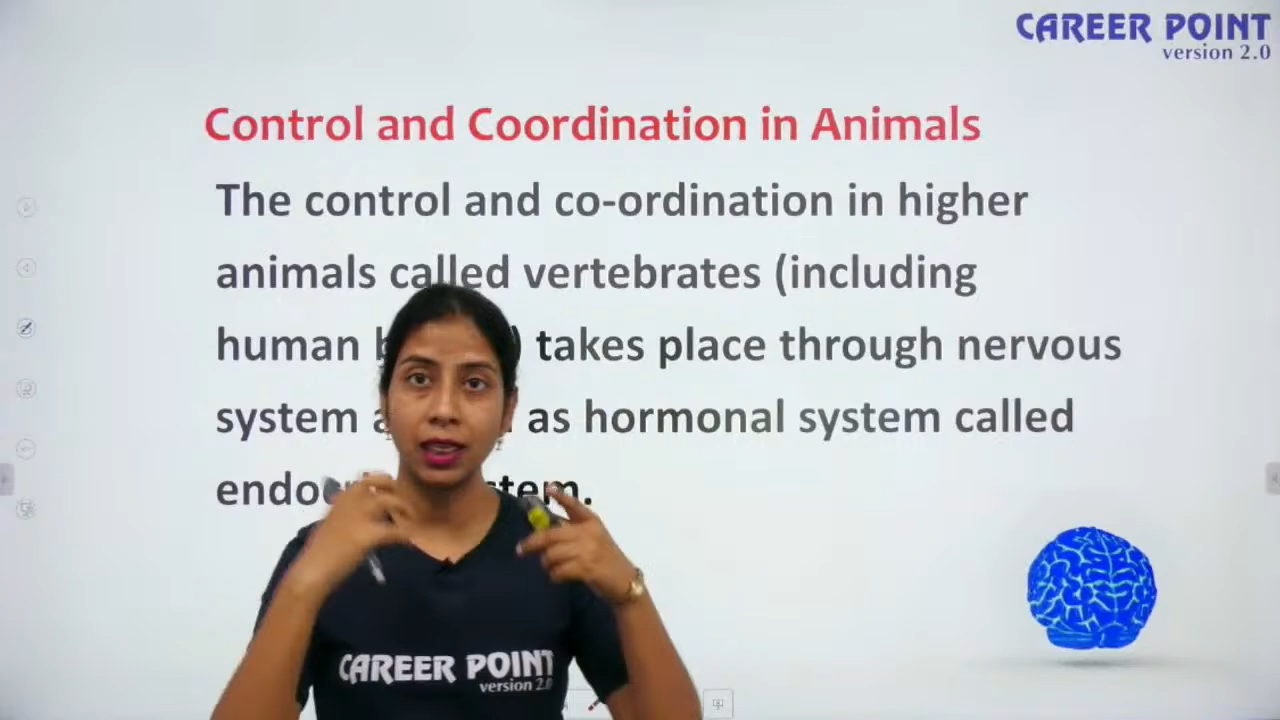 CAREER POINT
version 2.0
Control and Coordination in Animals
The control and co-ordination in higher
animals called vertebrates (including
human takes place through nervous
system as hormonal system called
CAREER POINT
version 2.0